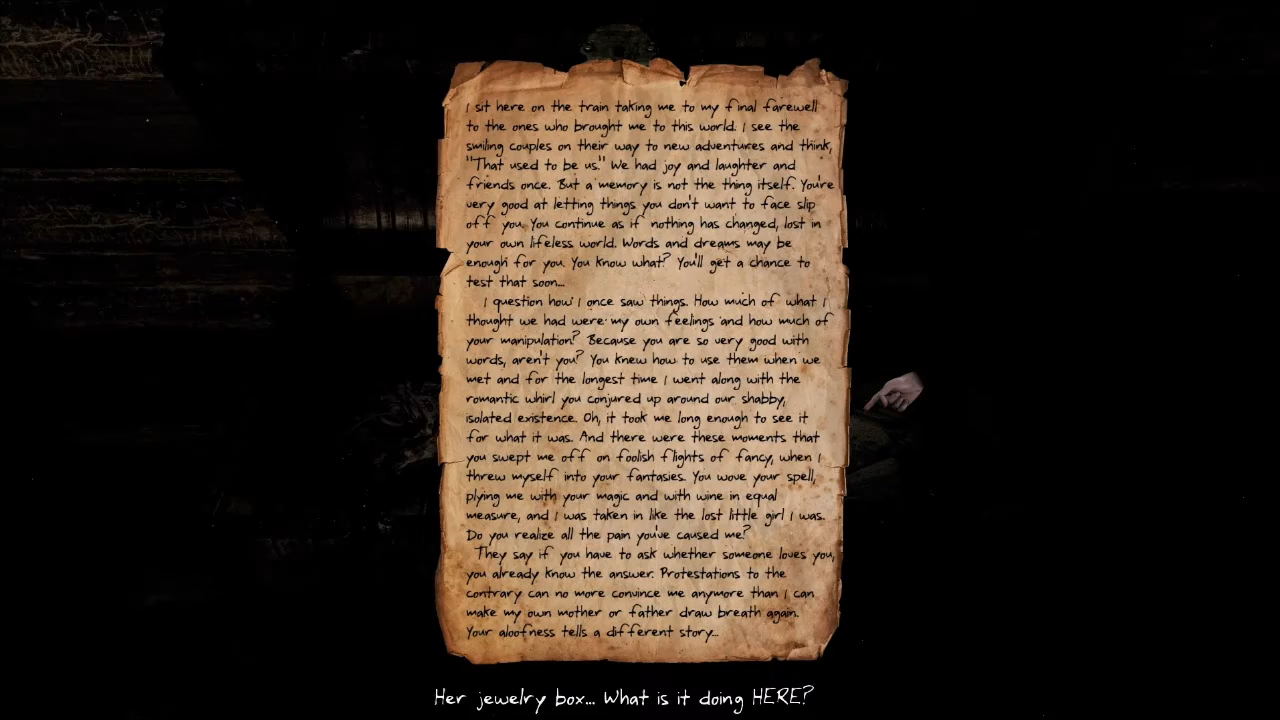 I sit here on the train taking me to my final farewell
to the ones who brought me to this world. I see the
smiling couples on their way to new adventures and think,
"That used to be us." We had joy and laughter and
friends once. But a memory is not the thing itself. You're
very good at letting things you don't want to face slip
off you. You continue as if nothing has changed, lost in
your own lifeless world. Words and dreams may be
enough for you. You know what? You'll get a chance to
test that soon...
I question how I once saw things. How much of what I
thought we had were my own feelings and how much of
your manipulation? Because you are so very good with
words, aren't you? You knew how to use them when we
met and for the longest time I went along with the
romantic whirl you conjured up around our shabby,
isolated existence. Oh, it took me long enough to see it
for what it was. And there were these moments that
you swept me off on foolish flights of fancy, when I
threw myself into your fantasies. You wove your spell,
plying me with your magic and with wine in equal
measure, and I was taken in like the lost little girl I was.
Do you realize all the pain you've caused me?
They say if you have to ask whether someone loves you,
you already know the answer. Protestations to the
contrary can no more convince me anymore than I can
make my own mother or father draw breath again.
Your aloofness tells a different story...
Her jewelry box... What is it doing HERE?